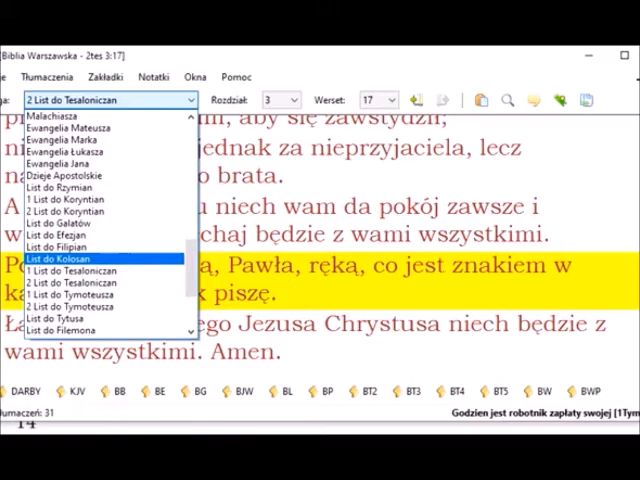 [Biblia Warszawska - 2tes 3:17]
Tłumaczenia Zakładki Notatki Okna Pomoc
ga: 2 List do Tesaloniczan Rozdział: 3 Werset: 17
Malachiasza
Ewangelia Mateusza
Ewangelia Marka
Ewangelia Łukasza
Ewangelia Jana
Dzieje Apostolskie
List do Rzymian
1 List do Koryntian
2 List do Koryntian
List do Galatów
List do Efezjan
List do Filipian
List do Kolosan
1 List do Tesaloniczan
2 List do Tesaloniczan
1 List do Tymoteusza
2 List do Tymoteusza
List do Tytusa
List do Filemona
aby się zawstydził;
jednak za nieprzyjaciela, lecz
o brata.
A u niech wam da pokój zawsze i
w chaj będzie z wami wszystkimi.
ą, Pawła, ręką, co jest znakiem w
k piszę.
ego Jezusa Chrystusa niech będzie z
wami wszystkimi. Amen.
DARBY KJV BB BE BG BJW BL BP BT2 BT3 BT4 BT5 BW BWP
tłumaczeń: 31 Godzien jest robotnik zapłaty swojej [1Tym
14